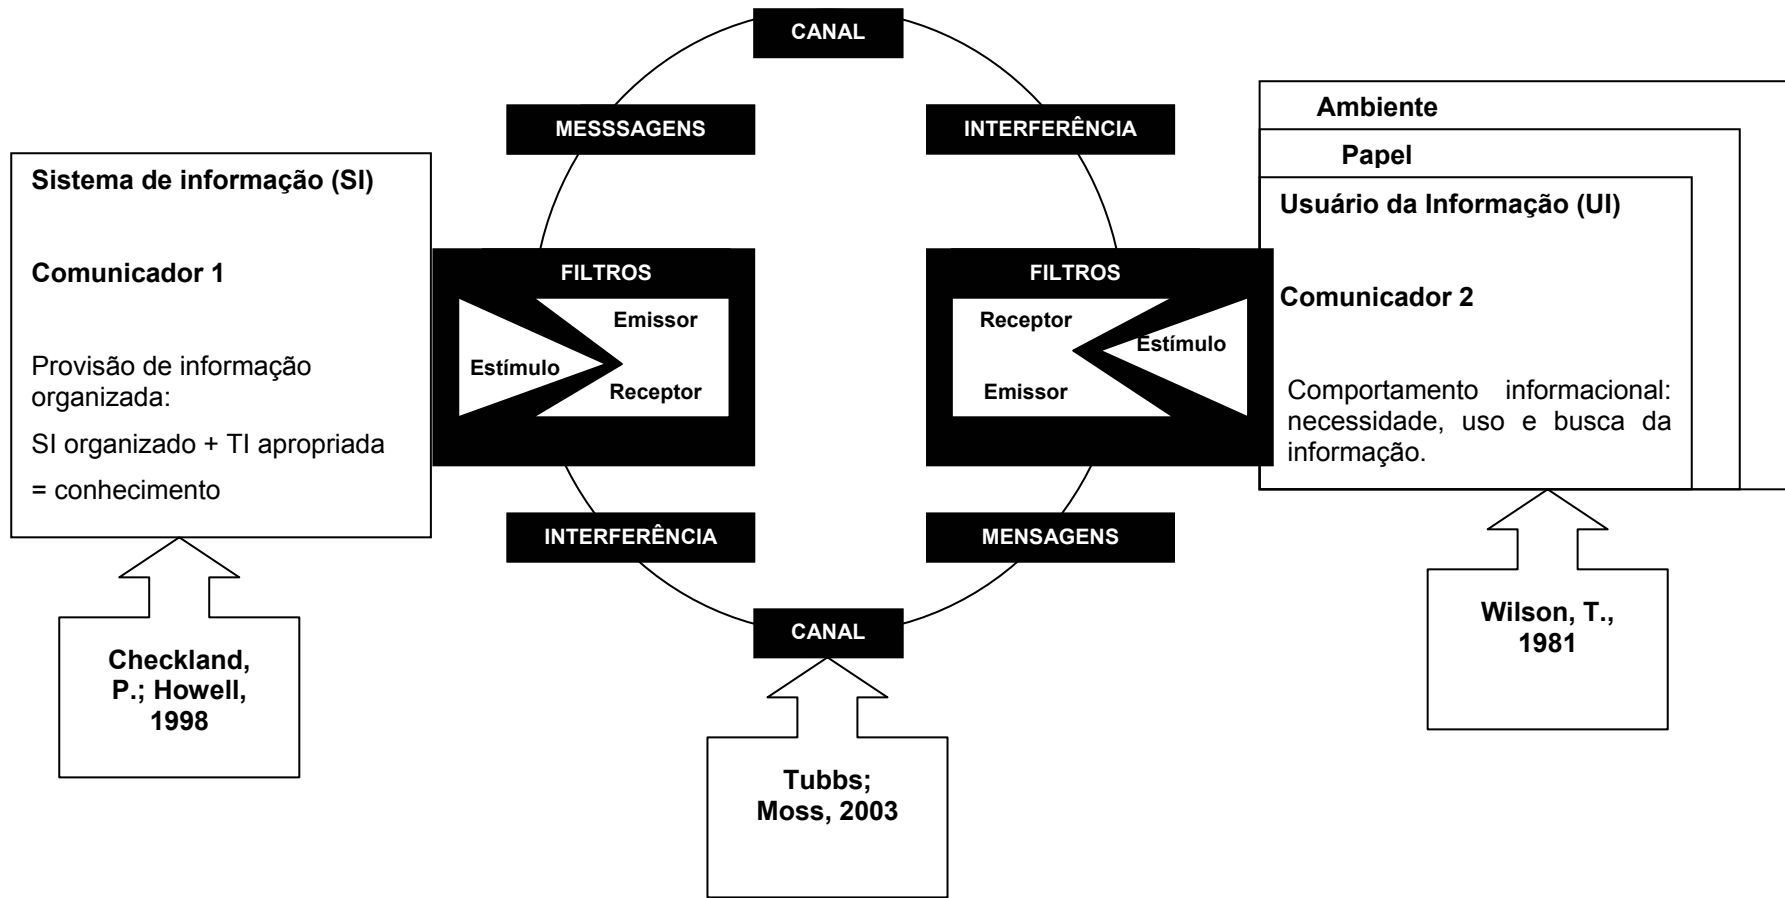 CANAL
MESSSAGENS
INTERFERÊNCIA
Ambiente
Papel
Sistema de informação (SI)
Comunicador 1
Provisão de informação
organizada:
SI organizado + TI apropriada
= conhecimento
FILTROS
Estímulo
Emissor
Receptor
FILTROS
Receptor
Emissor
Estímulo
Usuário da Informação (UI)
Comunicador 2
Comportamento informacional:
necessidade, uso e busca da
informação.
INTERFERÊNCIA
MENSAGENS
CANAL
Checkland,
P.; Howell,
1998
Tubbs;
Moss, 2003
Wilson, T.,
1981